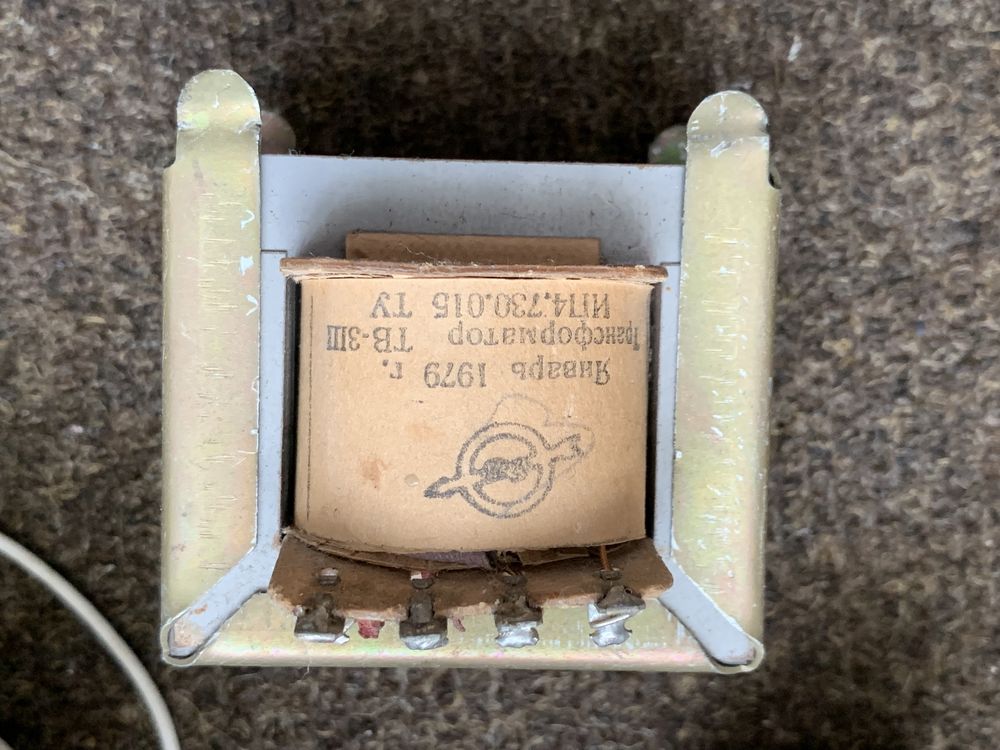 Январь 1979 г.
Трансформатор ТВ-3Ш
ИП4.730.015 ТУ